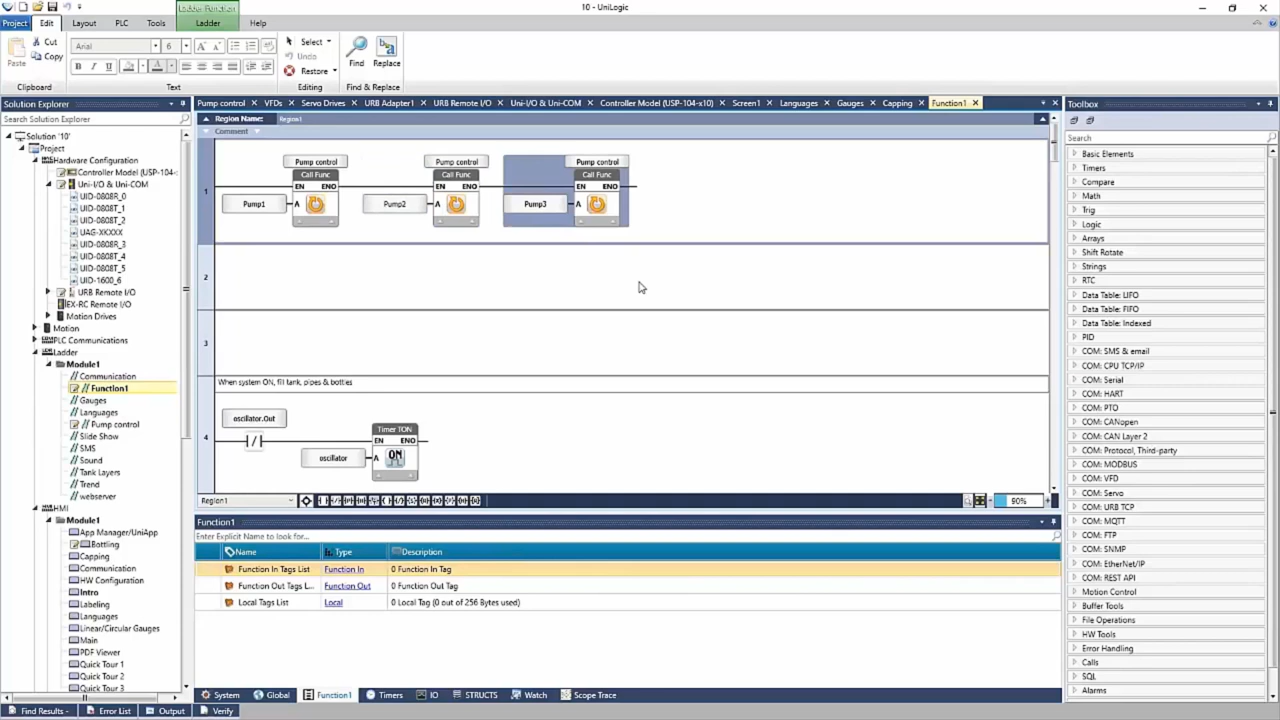 10 - UniLogic
Ladder Function
Project Edit Layout PLC Tools Ladder Help
Paste
Cut
Copy
Clipboard
Arial 6
B I U A
Text
Select
Undo
Restore
Editing
Find Replace
Find & Replace
Solution Explorer
Search Solution Explorer
Solution '10'
Project
Hardware Configuration
Controller Model (USP-104-
Uni-I/O & Uni-COM
UID-0808R_0
UID-0808T_1
UID-0808T_2
UAG-XKXXX
UID-0808R_3
UID-0808T_4
UID-0808T_5
UID-1600_6
URB Remote I/O
EX-RC Remote I/O
Motion Drives
Motion
PLC Communications
Ladder
Module1
Communication
Function1
Gauges
Languages
Pump control
Slide Show
SMS
Sound
Tank Layers
Trend
webserver
HMI
Module1
App Manager/UniApp
Bottling
Capping
Communication
HW Configuration
Intro
Labeling
Languages
Linear/Circular Gauges
Main
PDF Viewer
Quick Tour 1
Quick Tour 2
Quick Tour 3
Pump control VFDs Servo Drives URB Adapter1 URB Remote I/O Uni-I/O & Uni-COM Controller Model (USP-104-x10) Screen1 Languages Gauges Capping Function1
Region Name: Region1
Comment
1
Pump control Pump control Pump control
Call Func Call Func Call Func
EN ENO EN ENO EN ENO
Pump1 A Pump2 A Pump3 A
2
3
When system ON, fill tank, pipes & bottles
4
oscillator.Out
Timer TON
EN ENO
oscillator A ON
Region1
90%
Function1
Enter Explicit Name to look for...
Name Type Description
Function In Tags List Function In 0 Function In Tag
Function Out Tags L... Function Out 0 Function Out Tag
Local Tags List Local 0 Local Tag (0 out of 256 Bytes used)
System Global Function1 Timers IO STRUCTS Watch Scope Trace
Toolbox
Search
Basic Elements
Timers
Compare
Math
Trig
Logic
Arrays
Shift Rotate
Strings
RTC
Data Table: LIFO
Data Table: FIFO
Data Table: Indexed
PID
COM: SMS & email
COM: CPU TCP/IP
COM: Serial
COM: HART
COM: PTO
COM: CANopen
COM: CAN Layer 2
COM: Protocol, Third-party
COM: MODBUS
COM: VFD
COM: Servo
COM: URB TCP
COM: MQTT
COM: FTP
COM: SNMP
COM: EtherNet/IP
COM: REST API
Motion Control
Buffer Tools
File Operations
HW Tools
Error Handling
Calls
SQL
Alarms
Find Results - Error List Output Verify